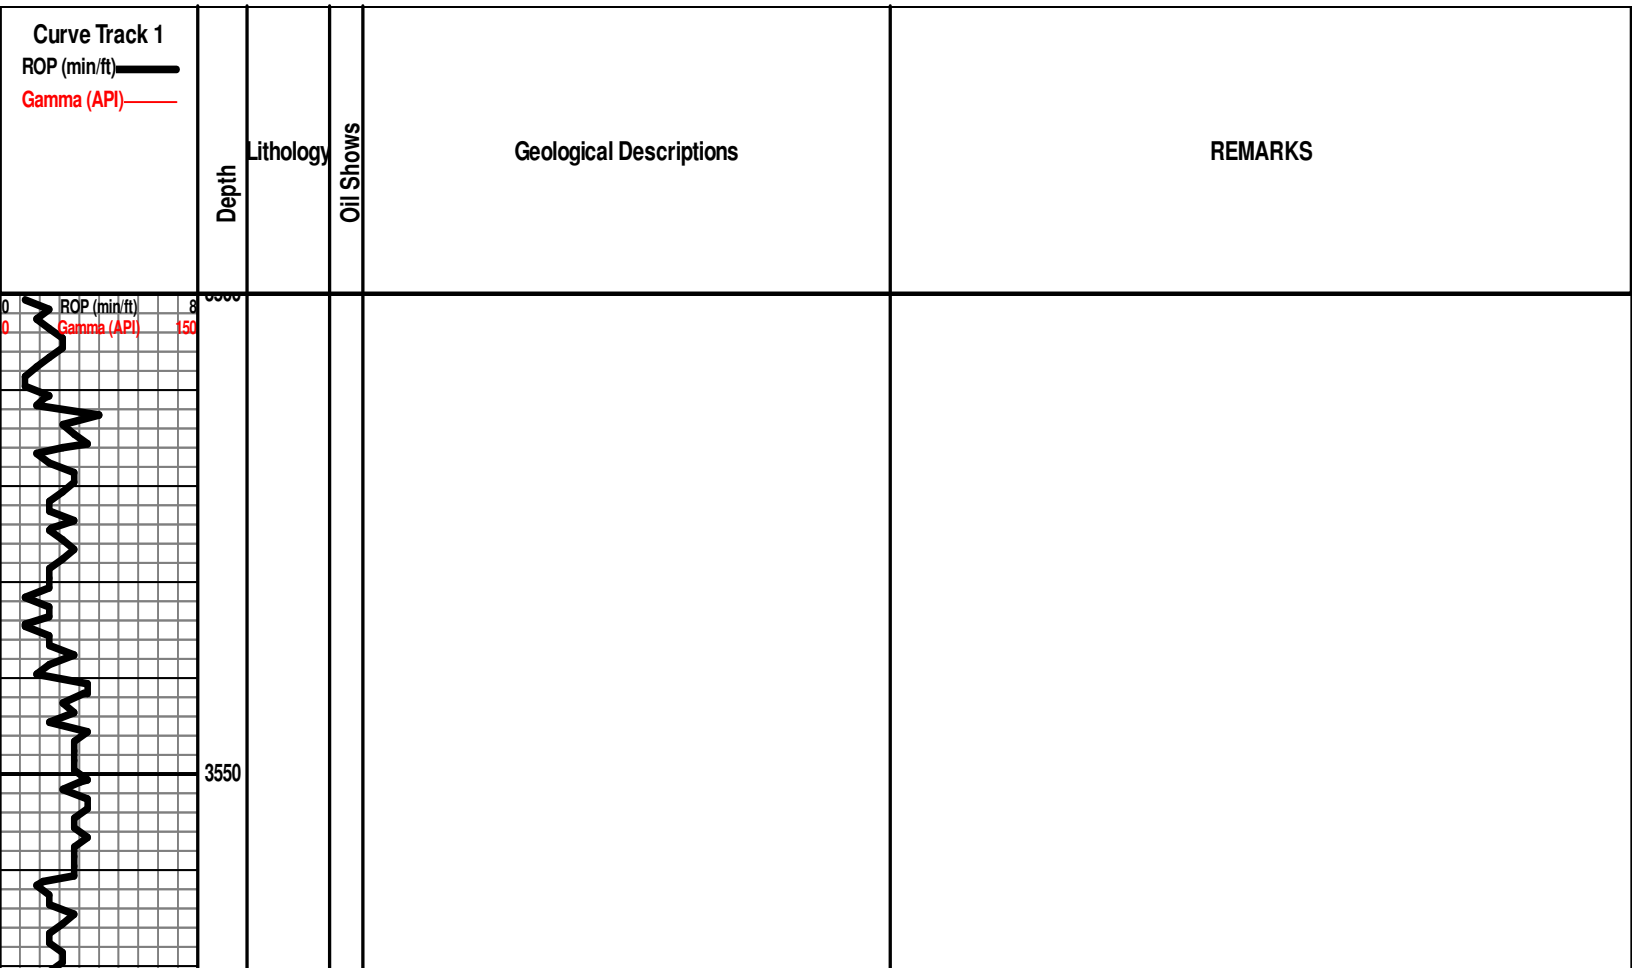 Curve Track 1
ROP (min/ft)
Gamma (API)
Depth
Lithology
Oil Shows
Geological Descriptions
REMARKS
0 ROP (min/ft) 8
0 Gamma (API) 150
3550